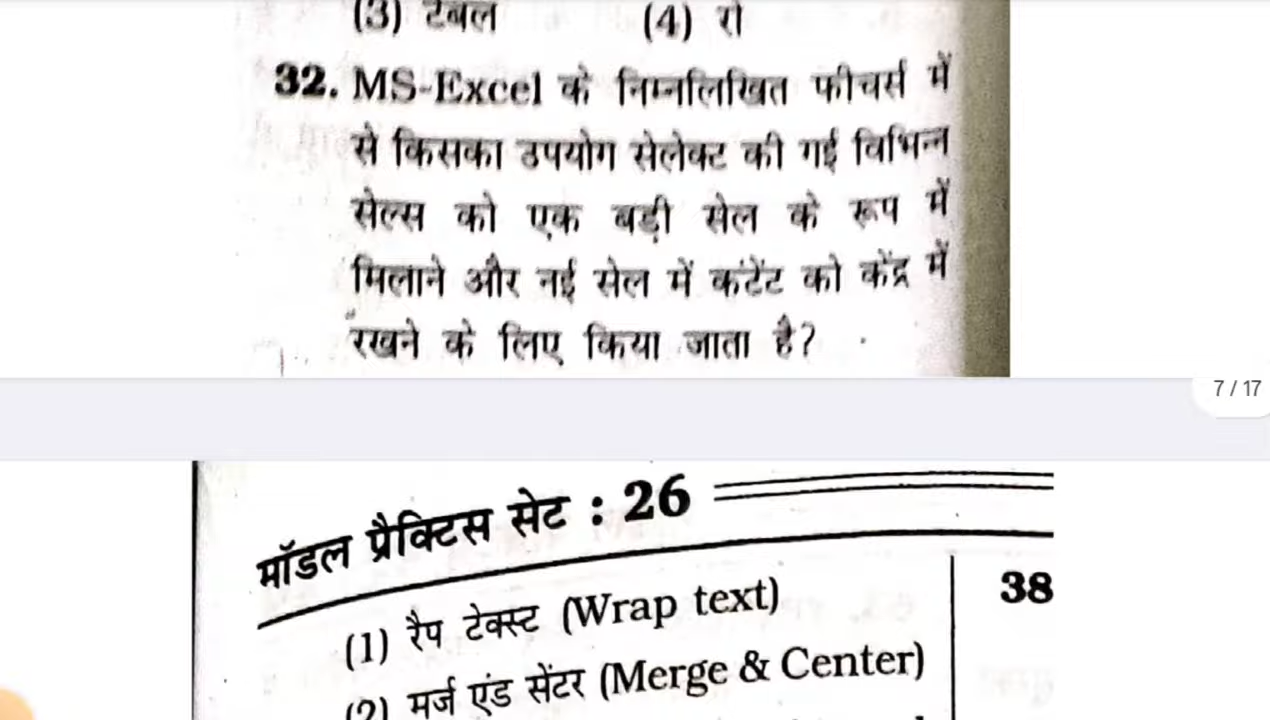 (3) टेबल (4) रो
32. MS-Excel के निम्नलिखित फीचर्स में
से किसका उपयोग सेलेक्ट की गई विभिन्न
सेल्स को एक बड़ी सेल के रूप में
मिलाने और नई सेल में कंटेंट को केंद्र में
रखने के लिए किया जाता है?
7 / 17
मॉडल प्रैक्टिस सेट : 26
(1) रैप टेक्स्ट (Wrap text)
38
(2) मर्ज एंड सेंटर (Merge & Center)